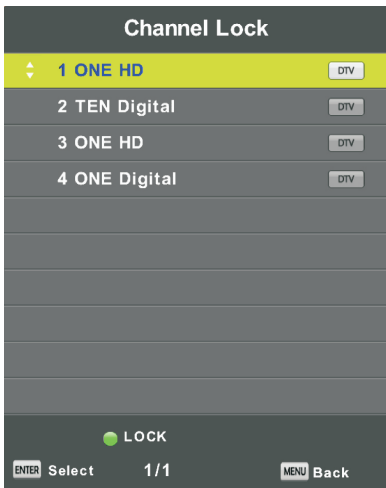 Channel Lock
1 ONE HD DTV
2 TEN Digital DTV
3 ONE HD DTV
4 ONE Digital DTV
LOCK
ENTER Select 1/1 MENU Back